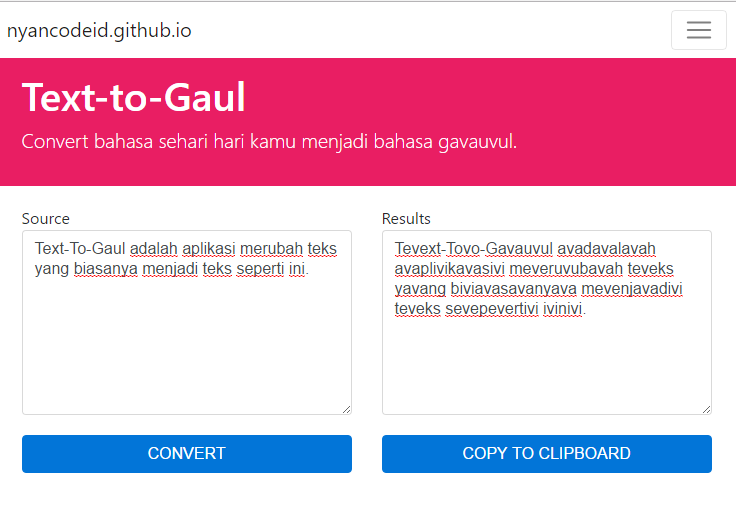 nyancodeid.github.io
Text-to-Gaul
Convert bahasa sehari hari kamu menjadi bahasa gavauvul.
Source
Text-To-Gaul adalah aplikasi merubah teks
yang biasanya menjadi teks seperti ini.
CONVERT
Results
Tevext-Tovo-Gavauvul avadavalavah
avaplivikavasivi meveruvubavah teveks
yavang biviavasavanyava mevenjavadivi
teveks sevepevertivi ivinivi.
COPY TO CLIPBOARD